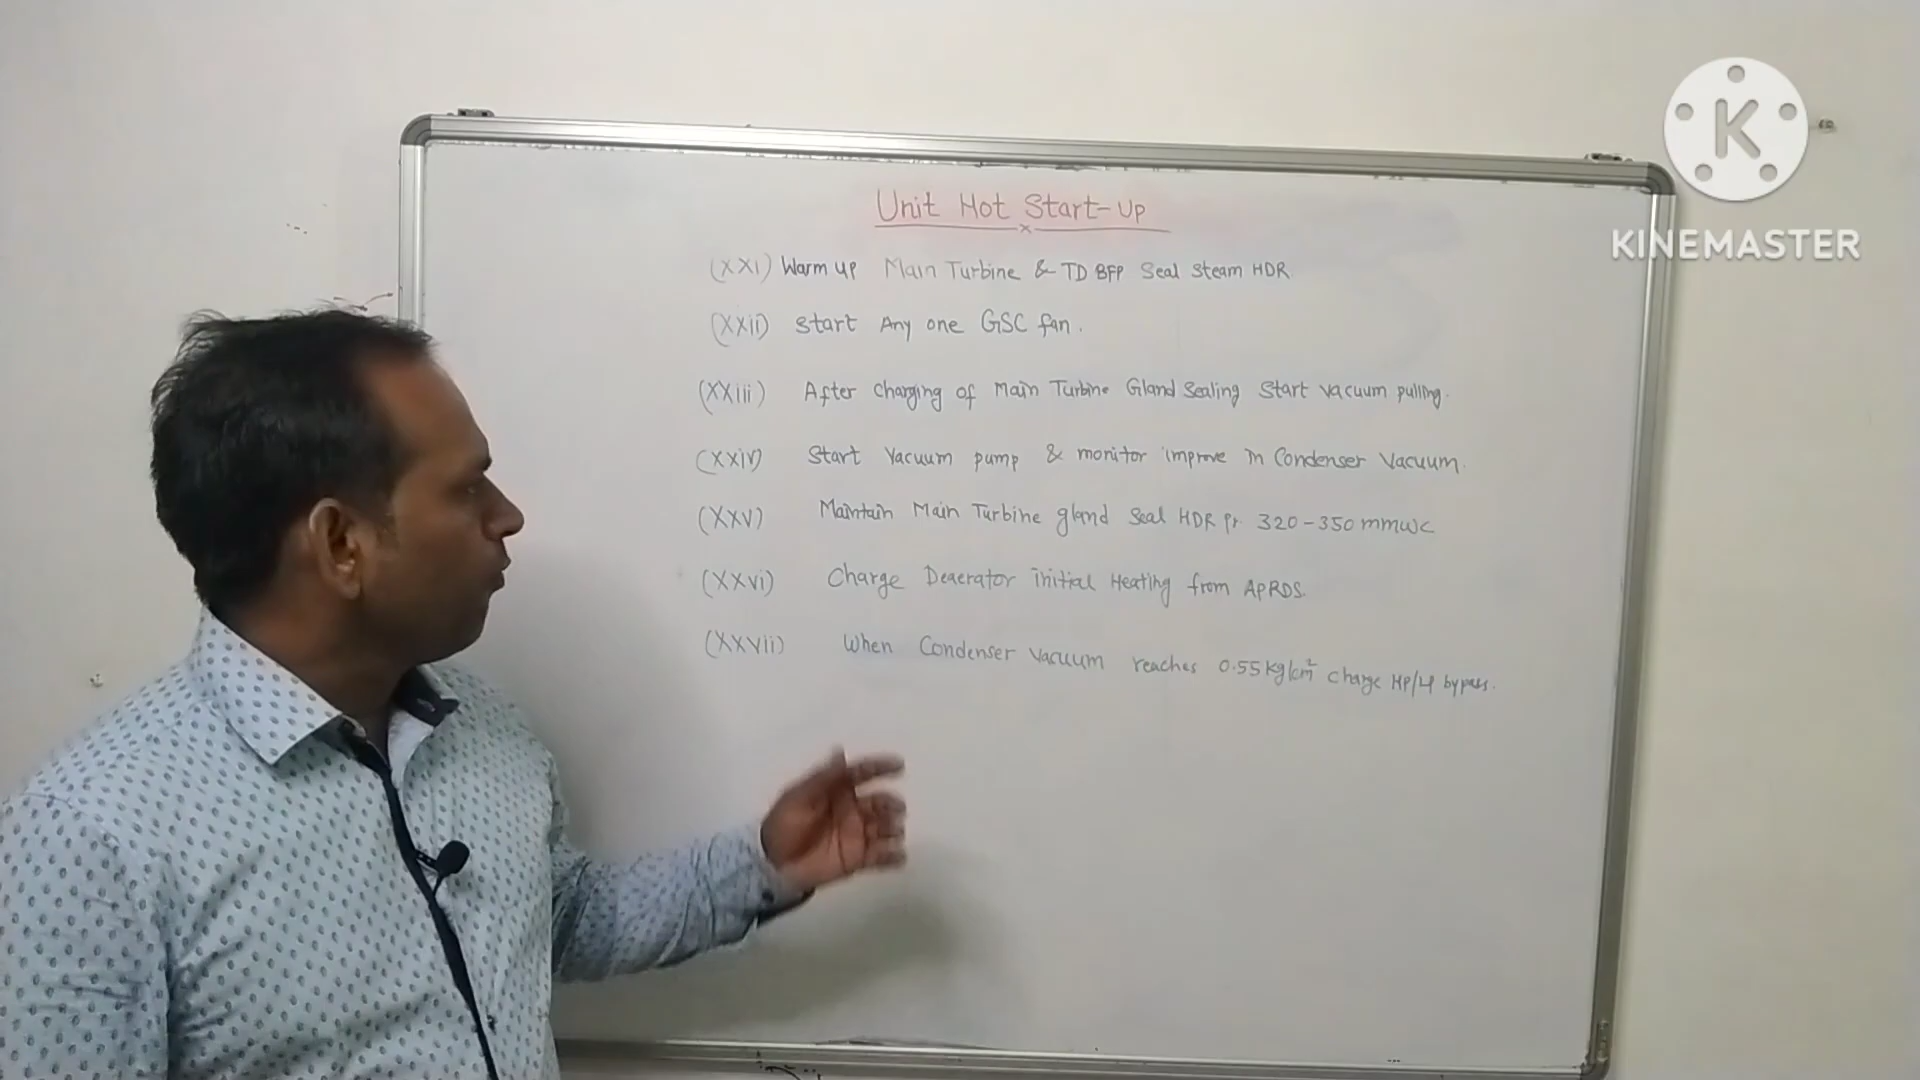 Unit Hot Start-Up
x
(XXI) Warm up Main Turbine & TD BFP Seal Steam HDR
(XXII) Start Any one GSC fan.
(XXiii) After charging of Main Turbine Gland Sealing Start vacuum pulling.
(XXIV) Start Vacuum pump & monitor improve in Condenser Vacuum.
(XXV) Maintain Main Turbine gland Seal HDR Pr. 320-350 mmwc
(XXVi) Charge Deaerator initial Heating from APRDS.
(XXVii) When Condenser Vacuum reaches 0.55 kg/cm² charge HP/LP bypass.
K
KINEMASTER